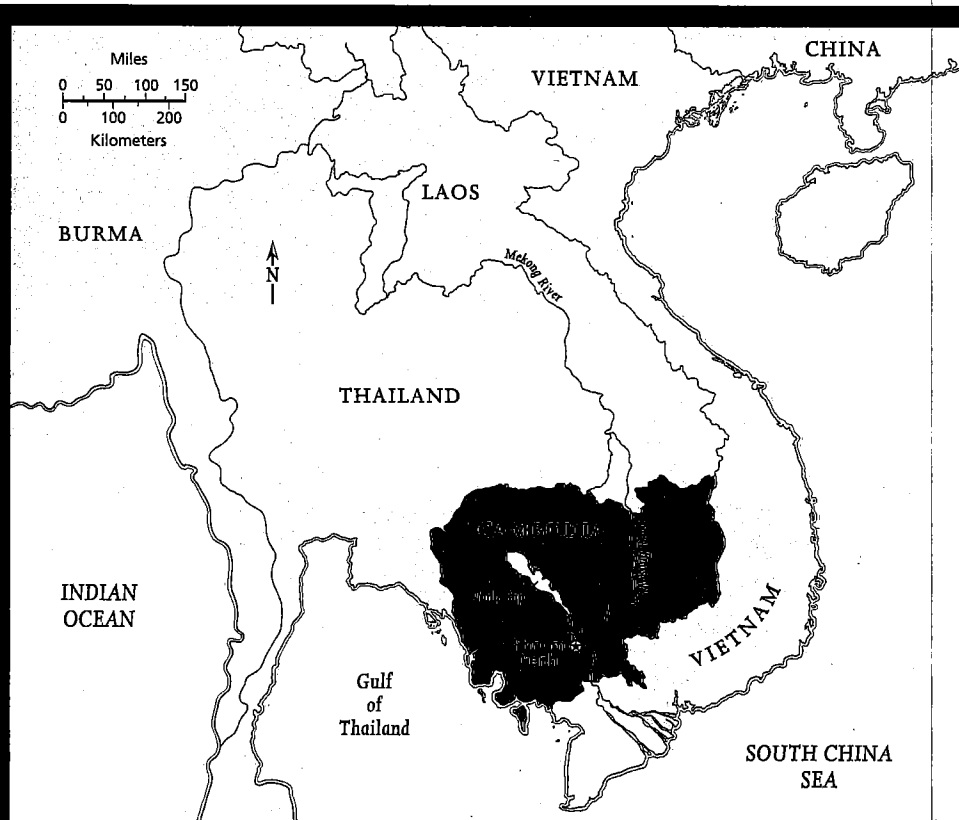 Miles
0 50 100 150
0 100 200
Kilometers
CHINA
VIETNAM
LAOS
BURMA
N
Mekong River
THAILAND
CAMBODIA
INDIAN
OCEAN
VIETNAM
Gulf
of
Thailand
SOUTH CHINA
SEA